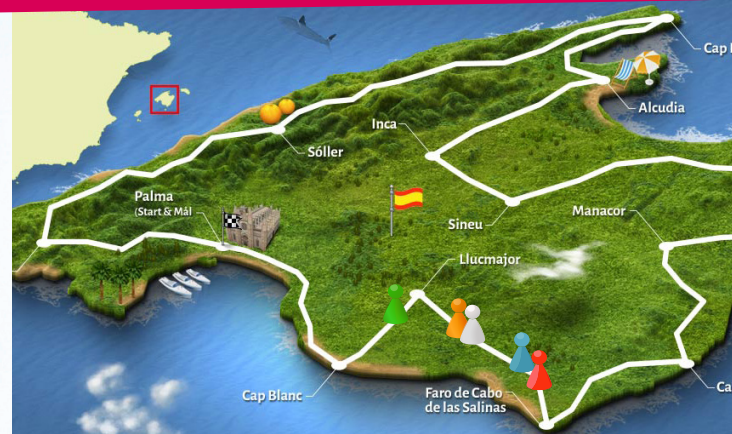 Cap
Alcudia
Inca
Sóller
Palma
(Start & Mål
Sineu
Manacor
Llucmajor
Cap Blanc
Faro de Cabo
de las Salinas
Ca